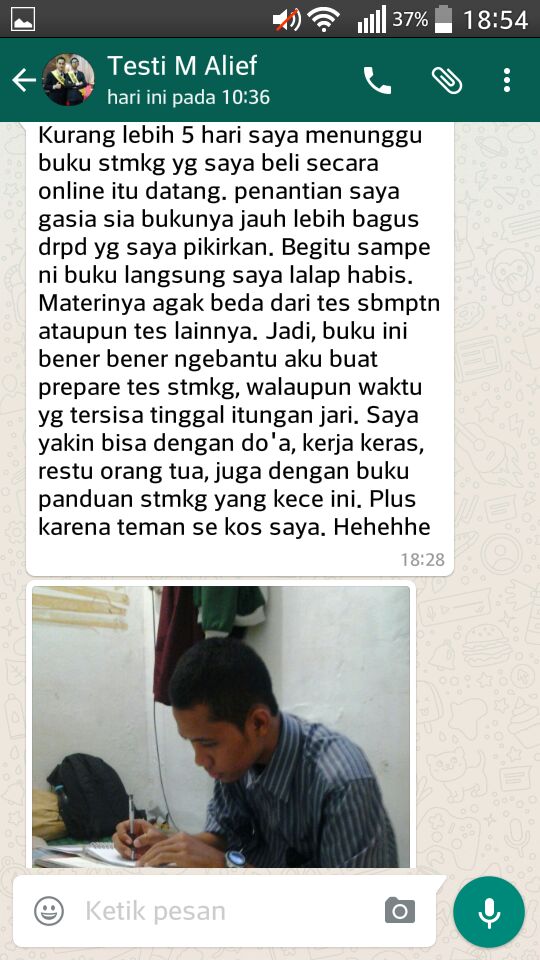 37% 18:54
Testi M Alief
hari ini pada 10:36
Kurang lebih 5 hari saya menunggu
buku stmkg yg saya beli secara
online itu datang. penantian saya
gasia sia bukunya jauh lebih bagus
drpd yg saya pikirkan. Begitu sampe
ni buku langsung saya lalap habis.
Materinya agak beda dari tes sbmptn
ataupun tes lainnya. Jadi, buku ini
bener bener ngebantu aku buat
prepare tes stmkg, walaupun waktu
yg tersisa tinggal itungan jari. Saya
yakin bisa dengan do'a, kerja keras,
restu orang tua, juga dengan buku
panduan stmkg yang kece ini. Plus
karena teman se kos saya. Hehehhe
18:28
Ketik pesan